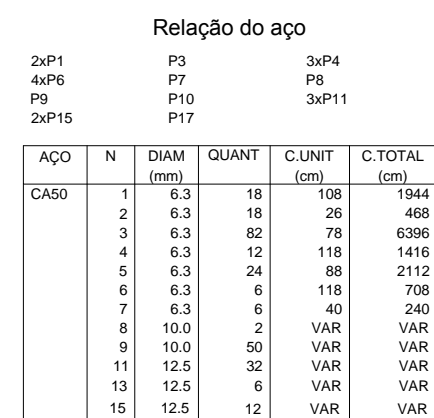 Relação do aço
2xP1 P3 3xP4
4xP6 P7 P8
P9 P10 3xP11
2xP15 P17
AÇO N DIAM QUANT C.UNIT C.TOTAL
(mm) (cm) (cm)
CA50 1 6.3 18 108 1944
2 6.3 18 26 468
3 6.3 82 78 6396
4 6.3 12 118 1416
5 6.3 24 88 2112
6 6.3 6 118 708
7 6.3 6 40 240
8 10.0 2 VAR VAR
9 10.0 50 VAR VAR
11 12.5 32 VAR VAR
13 12.5 6 VAR VAR
15 12.5 12 VAR VAR